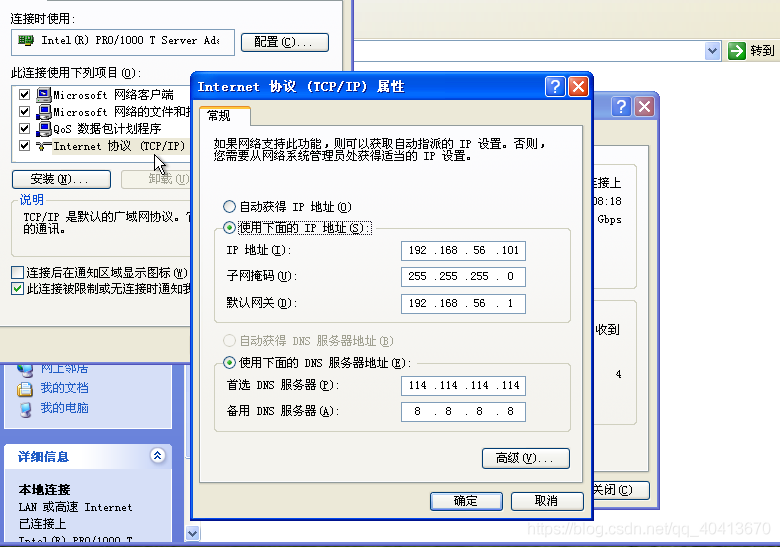 连接时使用:
Intel(R) PRO/1000 T Server Ada
配置(C)...
此连接使用下列项目(O):
Microsoft 网络客户端
Microsoft 网络的文件和打
QoS 数据包计划程序
Internet 协议 (TCP/IP)
安装(N)...
卸载(U)
说明
TCP/IP 是默认的广域网协议。
的通讯。
连接后在通知区域显示图标(W)
此连接被限制或无连接时通知我
网上邻居
我的文档
我的电脑
详细信息
本地连接
LAN 或高速 Internet
已连接上
Intel(R) PRO/1000 T
转到
Internet 协议 (TCP/IP) 属性
常规
如果网络支持此功能，则可以获取自动指派的 IP 设置。否则，
您需要从网络系统管理员处获得适当的 IP 设置。
自动获得 IP 地址(O)
使用下面的 IP 地址(S):
IP 地址(I):
192 .168 .56 .101
子网掩码(U):
255 .255 .255 . 0
默认网关(D):
192 .168 .56 . 1
自动获得 DNS 服务器地址(B)
使用下面的 DNS 服务器地址(E):
首选 DNS 服务器(P):
114 .114 .114 .114
备用 DNS 服务器(A):
8 . 8 . 8 . 8
高级(V)...
确定
取消
连接上
08:18
Gbps
收到
4
关闭(C)
https://blog.csdn.net/qq_40413670